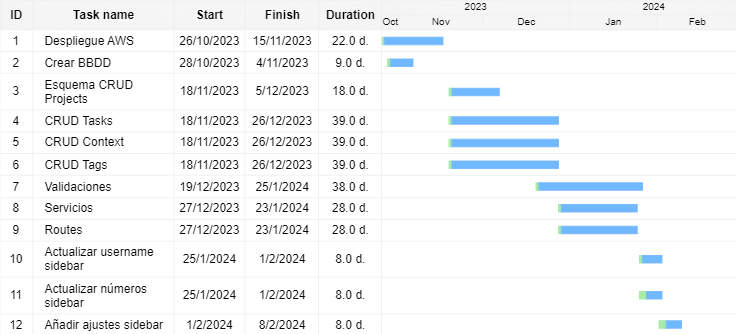 ID Task name Start Finish Duration 2023 2024
Oct Nov Dec Jan Feb
1 Despliegue AWS 26/10/2023 15/11/2023 22.0 d.
2 Crear BBDD 28/10/2023 4/11/2023 9.0 d.
3 Esquema CRUD Projects 18/11/2023 5/12/2023 18.0 d.
4 CRUD Tasks 18/11/2023 26/12/2023 39.0 d.
5 CRUD Context 18/11/2023 26/12/2023 39.0 d.
6 CRUD Tags 18/11/2023 26/12/2023 39.0 d.
7 Validaciones 19/12/2023 25/1/2024 38.0 d.
8 Servicios 27/12/2023 23/1/2024 28.0 d.
9 Routes 27/12/2023 23/1/2024 28.0 d.
10 Actualizar username sidebar 25/1/2024 1/2/2024 8.0 d.
11 Actualizar números sidebar 25/1/2024 1/2/2024 8.0 d.
12 Añadir ajustes sidebar 1/2/2024 8/2/2024 8.0 d.